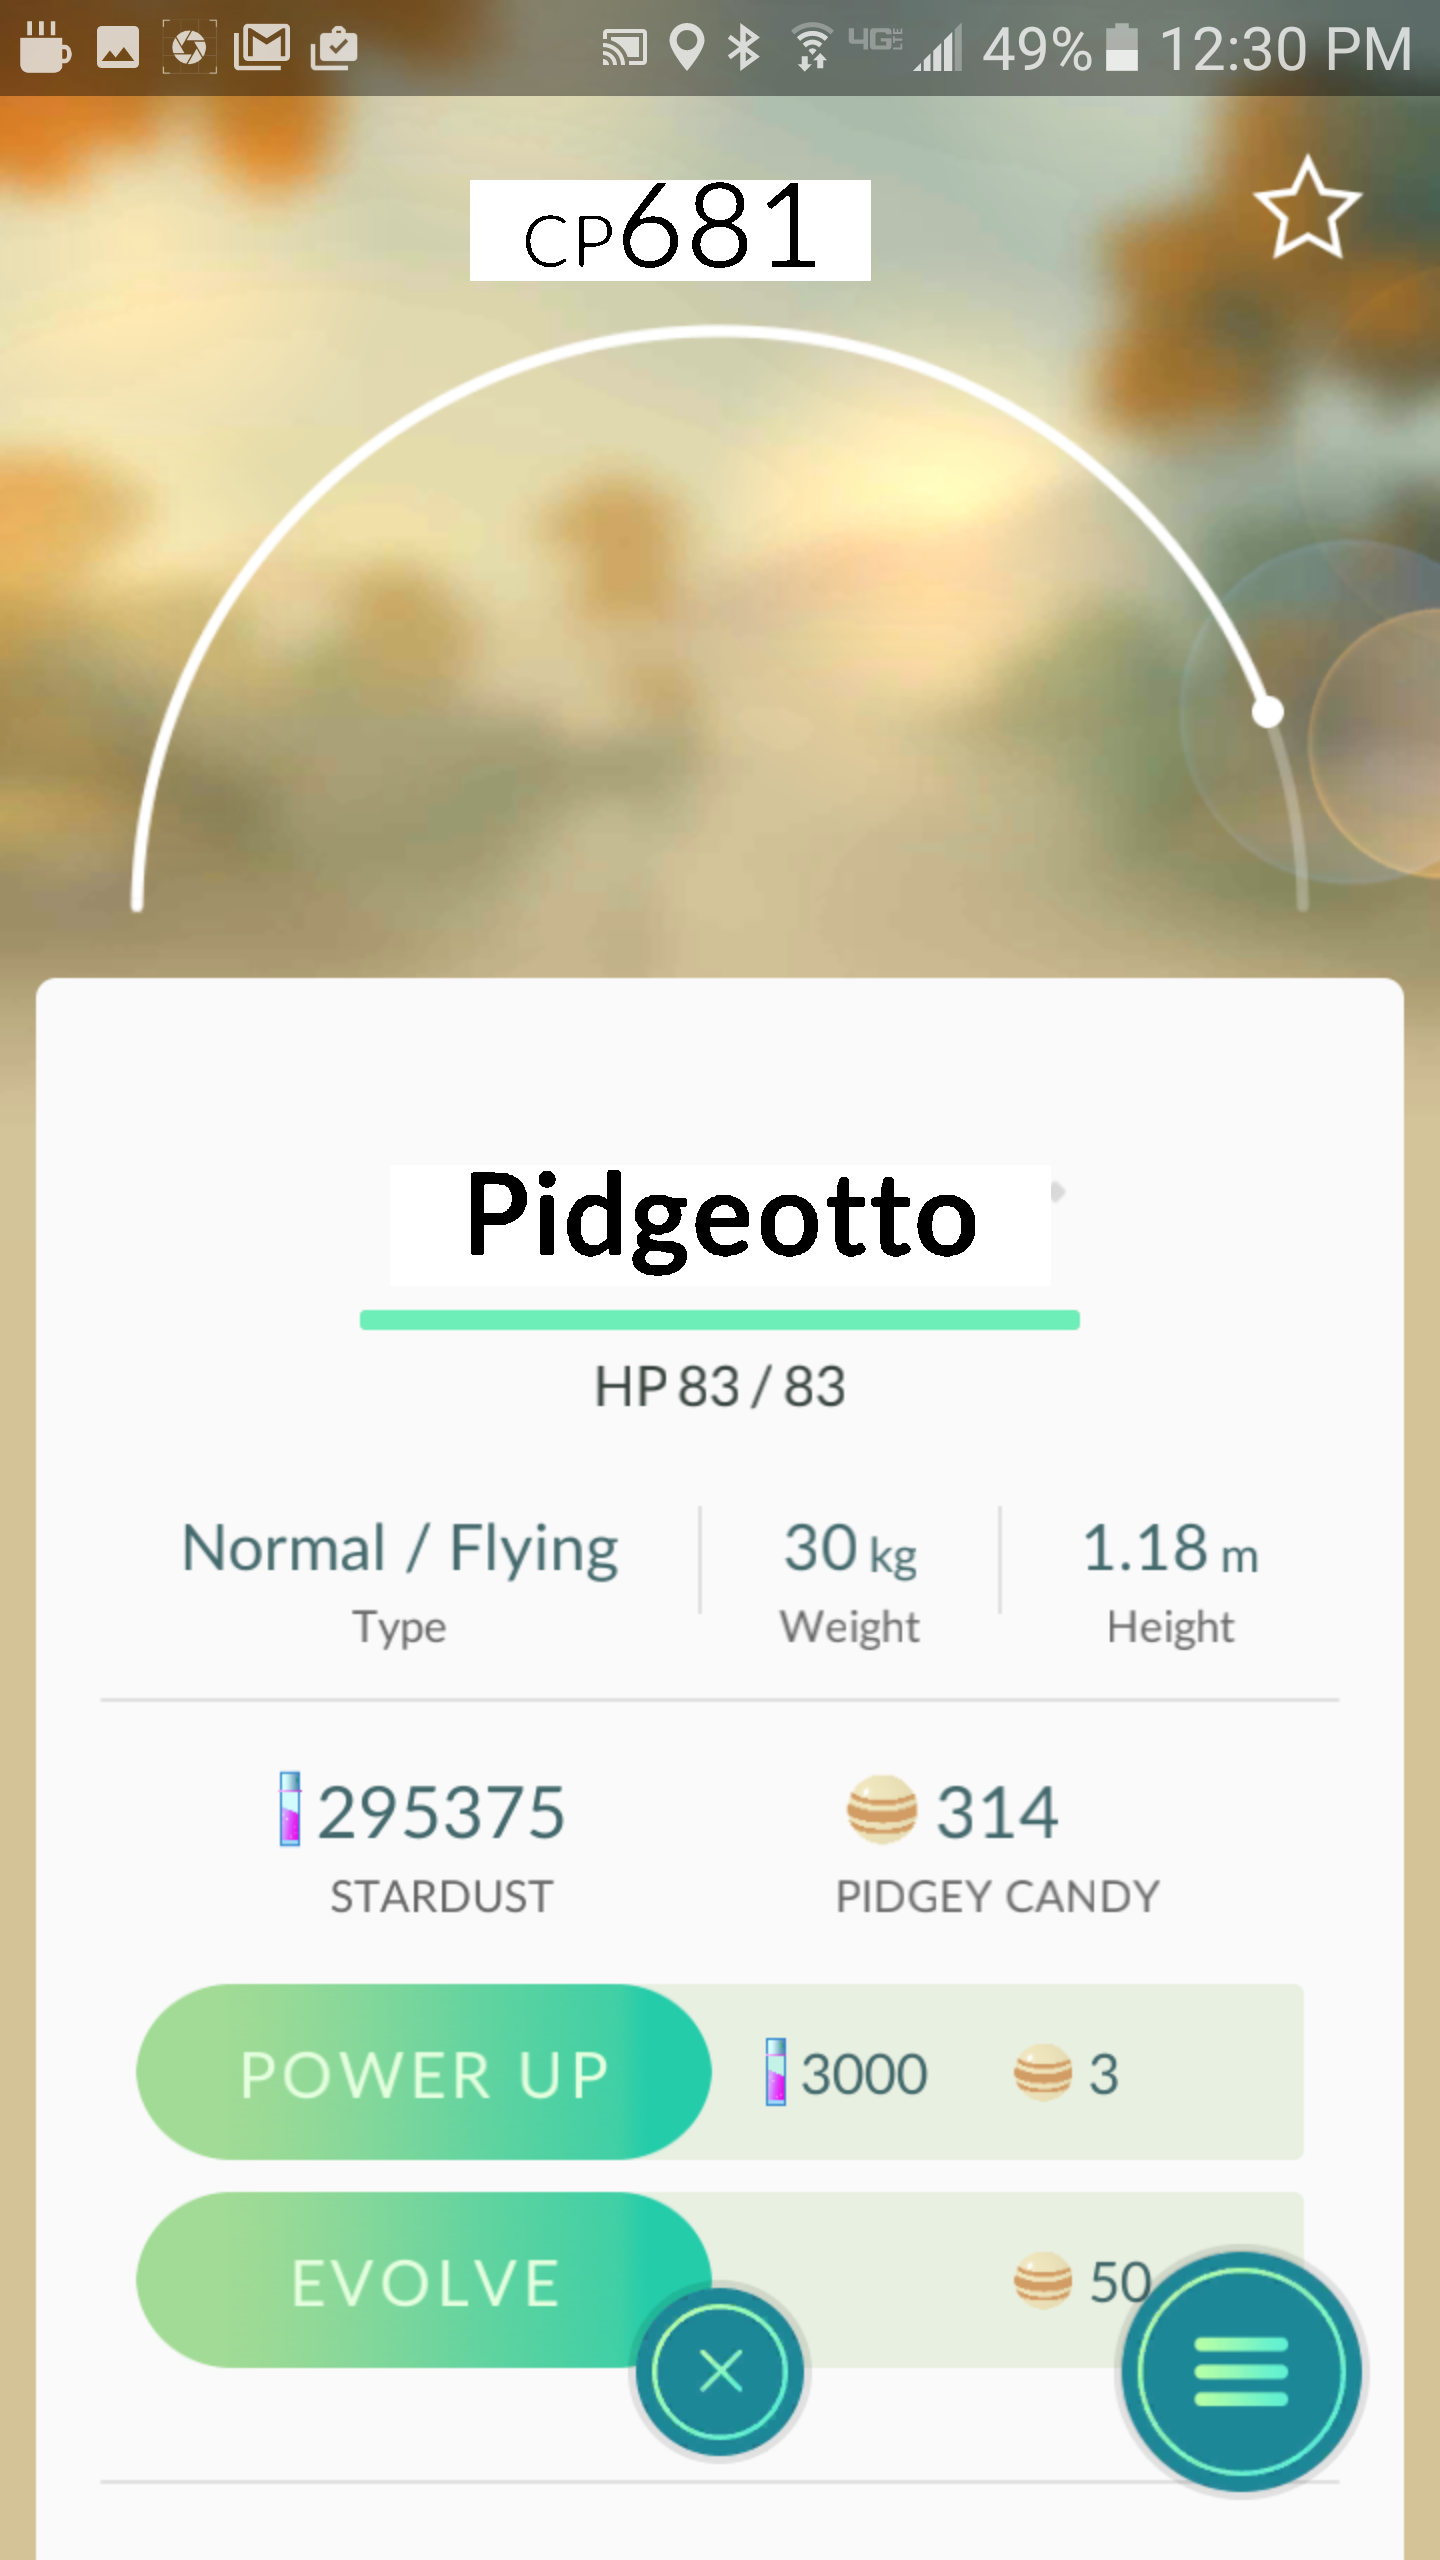 4G LTE 49% 12:30 PM
CP681
Pidgeotto
HP 83 / 83
Normal / Flying 30 kg 1.18 m
Type Weight Height
295375 314
STARDUST PIDGEY CANDY
POWER UP 3000 3
EVOLVE 50